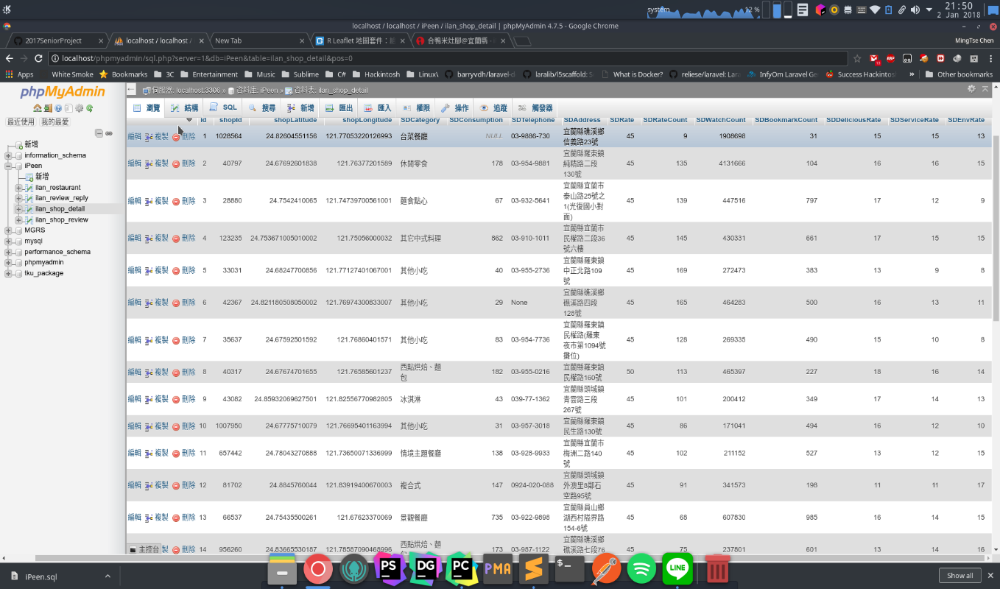 system
12 %
21:50
2 Jan 2018
localhost / localhost / iPeen / ilan_shop_detail | phpMyAdmin 4.7.5 - Google Chrome
2017SeniorProject
localhost / localhost /
New Tab
R Leaflet 地圖套件：
合鴨米灶腳@宜蘭縣 -
MingTse Chen
localhost/phpmyadmin/sql.php?server=1&db=iPeen&table=ilan_shop_detail&pos=0
Apps White Smoke Bookmarks 3C Entertainment Music Sublime C# Hackintosh Linux\ barryvdh/laravel-d laralib/l5scaffold: S What is Docker? reliese/laravel: Lara InfyOm Laravel Ge Success Hackintos » Other bookmarks
phpMyAdmin
最近使用 我的最愛
新增
information_schema
iPeen
新增
ilan_restaurant
ilan_review_reply
ilan_shop_detail
ilan_shop_review
MGRS
mysql
performance_schema
phpmyadmin
tku_package
伺服器: localhost:3306 » 資料庫: iPeen » 資料表: ilan_shop_detail
瀏覽 結構 SQL 搜尋 新增 匯出 匯入 權限 操作 追蹤 觸發器
id shopId shopLatitude shopLongitude SDCategory SDConsumption SDTelephone SDAddress SDRate SDRateCount SDWatchCount SDBookmarkCount SDDeliciousRate SDServiceRate SDEnvRate
編輯 複製 刪除 1 1028564 24.82604551156 121.77053220126993 台菜餐廳 NULL 03-9886-730 宜蘭縣礁溪鄉信義路23號 45 9 1908698 31 15 15 13
編輯 複製 刪除 2 40797 24.67692601838 121.76377201589 休閒零食 178 03-954-9881 宜蘭縣羅東鎮純精路二段130號 45 135 4131666 104 16 16 15
編輯 複製 刪除 3 28880 24.7542410065 121.74739700561001 麵食點心 67 03-932-5641 宜蘭縣宜蘭市泰山路25號之1(光復國小對面) 45 139 447516 797 17 12 9
編輯 複製 刪除 4 123235 24.753671005010002 121.75056000032 其它中式料理 862 03-910-1011 宜蘭縣宜蘭市民權路二段36號六樓 45 145 430331 661 17 15 15
編輯 複製 刪除 5 33031 24.68247700856 121.77127401067001 其他小吃 40 03-955-2736 宜蘭縣羅東鎮中正北路109號 45 169 272473 383 13 9 8
編輯 複製 刪除 6 42367 24.821180508050002 121.76974300833007 其他小吃 29 None 宜蘭縣礁溪鄉礁溪路四段128號 45 165 464283 500 16 13 11
編輯 複製 刪除 7 35637 24.67592501592 121.76860401571 其他小吃 83 03-954-7736 宜蘭縣羅東鎮民權路(羅東夜市第1094號攤位) 45 128 269335 490 15 10 8
編輯 複製 刪除 8 40317 24.67674701655 121.76585601237 西點烘焙、麵包 182 03-955-0216 宜蘭縣羅東鎮民權路160號 50 113 465397 227 18 16 14
編輯 複製 刪除 9 43082 24.85932069627501 121.82556770982805 冰淇淋 43 039-77-1362 宜蘭縣頭城鎮青雲路三段267號 45 101 200412 349 17 14 13
編輯 複製 刪除 10 1007950 24.67775710079 121.76695401163994 其他小吃 31 03-957-3018 宜蘭縣羅東鎮民生路130號 45 86 171041 494 16 12 10
編輯 複製 刪除 11 657442 24.78043270888 121.73650071336999 情境主題餐廳 138 03-928-9933 宜蘭縣宜蘭市梅洲二路140號 45 102 211152 527 13 12 15
編輯 複製 刪除 12 81702 24.8845760044 121.83919400670003 複合式 147 0924-020-088 宜蘭縣頭城鎮外澳里8鄰石空路95號 45 91 341573 198 11 11 17
編輯 複製 刪除 13 66537 24.75435500261 121.67623370069 景觀餐廳 735 03-922-9898 宜蘭縣員山鄉湖西村隘界路154-6號 45 68 607830 985 16 14 15
主控台 製 刪除 14 956260 24.83665530187 121.78587090468996 西點烘焙、麵包 173 03-987-1122 宜蘭縣礁溪鄉礁溪路七段76 45 75 237801 601 13 14 16
iPeen.sql
PS DG PC PMA $_ LINE
Show all